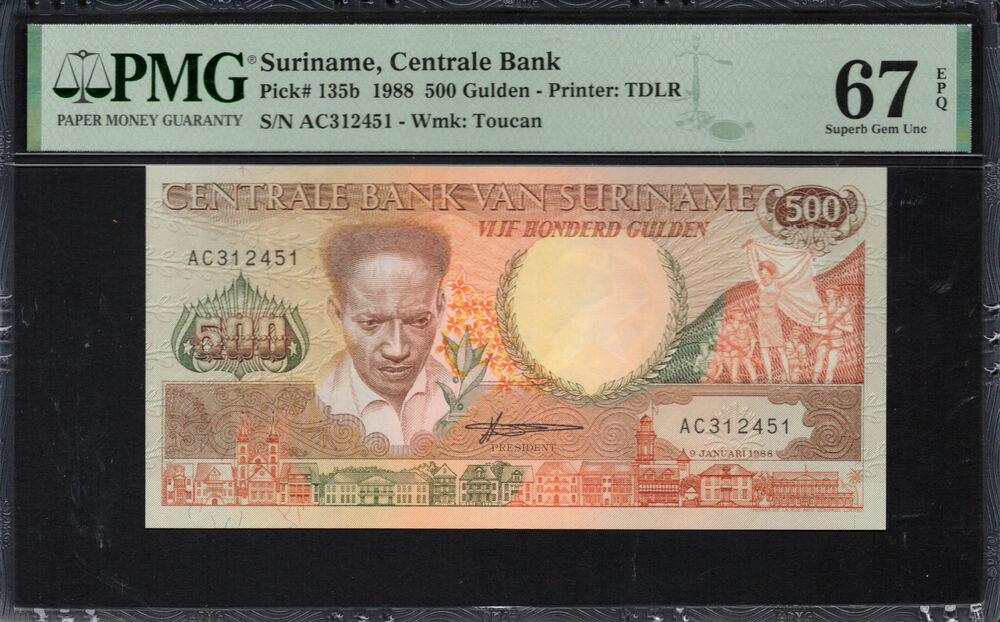 PMG®
PAPER MONEY GUARANTY
Suriname, Centrale Bank
Pick# 135b 1988 500 Gulden - Printer: TDLR
S/N AC312451 - Wmk: Toucan
67
EPQ
Superb Gem Unc
CENTRALE BANK VAN SURINAME
500
VIJF HONDERD GULDEN
AC312451
500
PRESIDENT
AC312451
9 JANUARI 1988